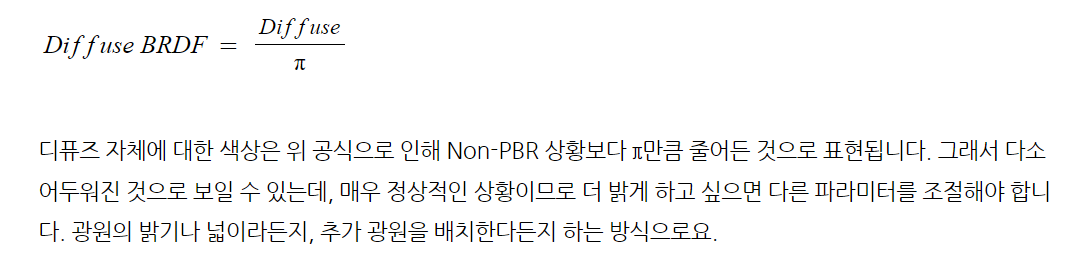 Diffuse BRDF = Diffuse / π
디퓨즈 자체에 대한 색상은 위 공식으로 인해 Non-PBR 상황보다 π만큼 줄어든 것으로 표현됩니다. 그래서 다소
어두워진 것으로 보일 수 있는데, 매우 정상적인 상황이므로 더 밝게 하고 싶으면 다른 파라미터를 조절해야 합니
다. 광원의 밝기나 넓이라든지, 추가 광원을 배치한다든지 하는 방식으로요.